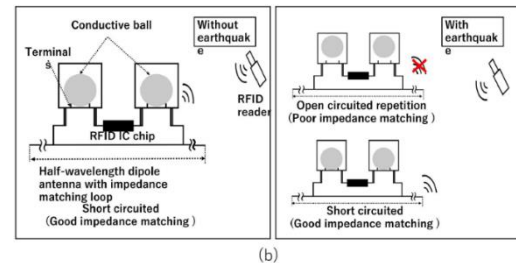 Conductive ball
Without
earthquak
e
Terminal
s
RFID
reader
RFID IC chip
Half-wavelength dipole
antenna with impedance
matching loop
Short circuited
(Good impedance matching )
With
earthquak
e
Open circuited repetition
(Poor impedance matching )
Short circuited
(Good impedance matching )
(b)